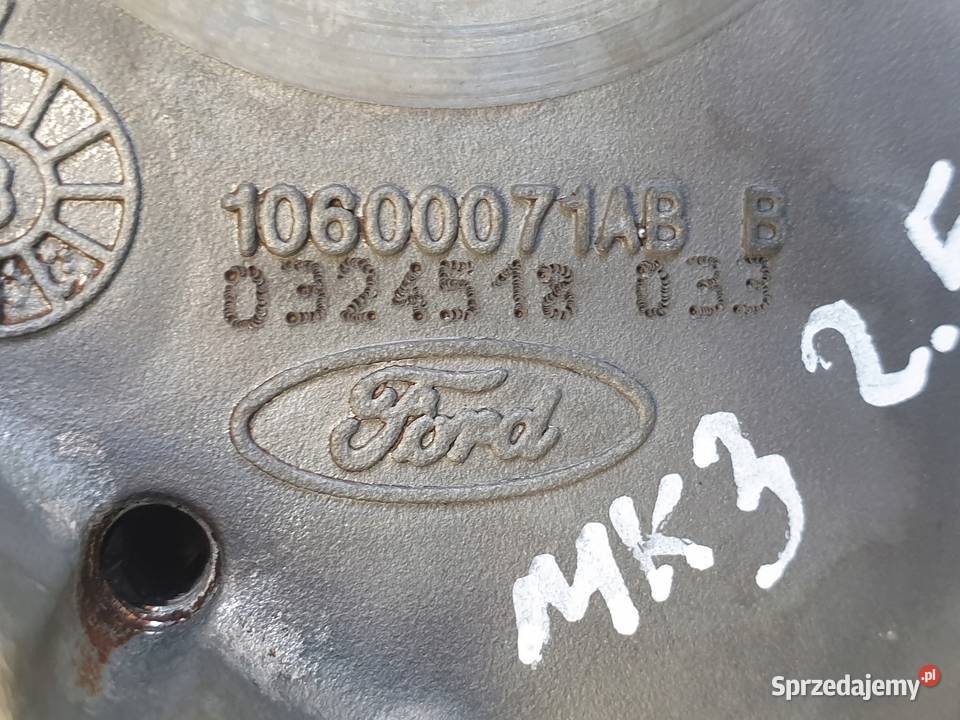 10600071AB B
0324518 033
Ford
MK3 2.5
Sprzedajemy.pl